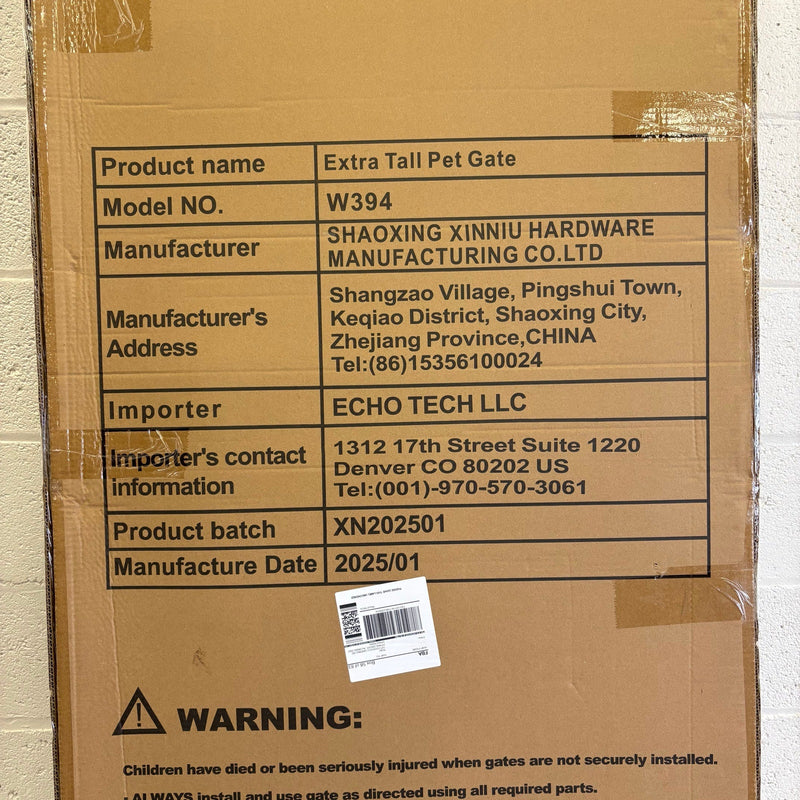 Product name
Extra Tall Pet Gate
Model NO.
W394
Manufacturer
SHAOXING XINNIU HARDWARE
MANUFACTURING CO.LTD
Manufacturer's
Address
Shangzao Village, Pingshui Town,
Keqiao District, Shaoxing City,
Zhejiang Province,CHINA
Tel:(86)15356100024
Importer
ECHO TECH LLC
Importer's contact
information
1312 17th Street Suite 1220
Denver CO 80202 US
Tel:(001)-970-570-3061
Product batch
XN202501
Manufacture Date
2025/01
FBA
WARNING:
Children have died or been seriously injured when gates are not securely installed.
· ALWAYS install and use gate as directed using all required parts.